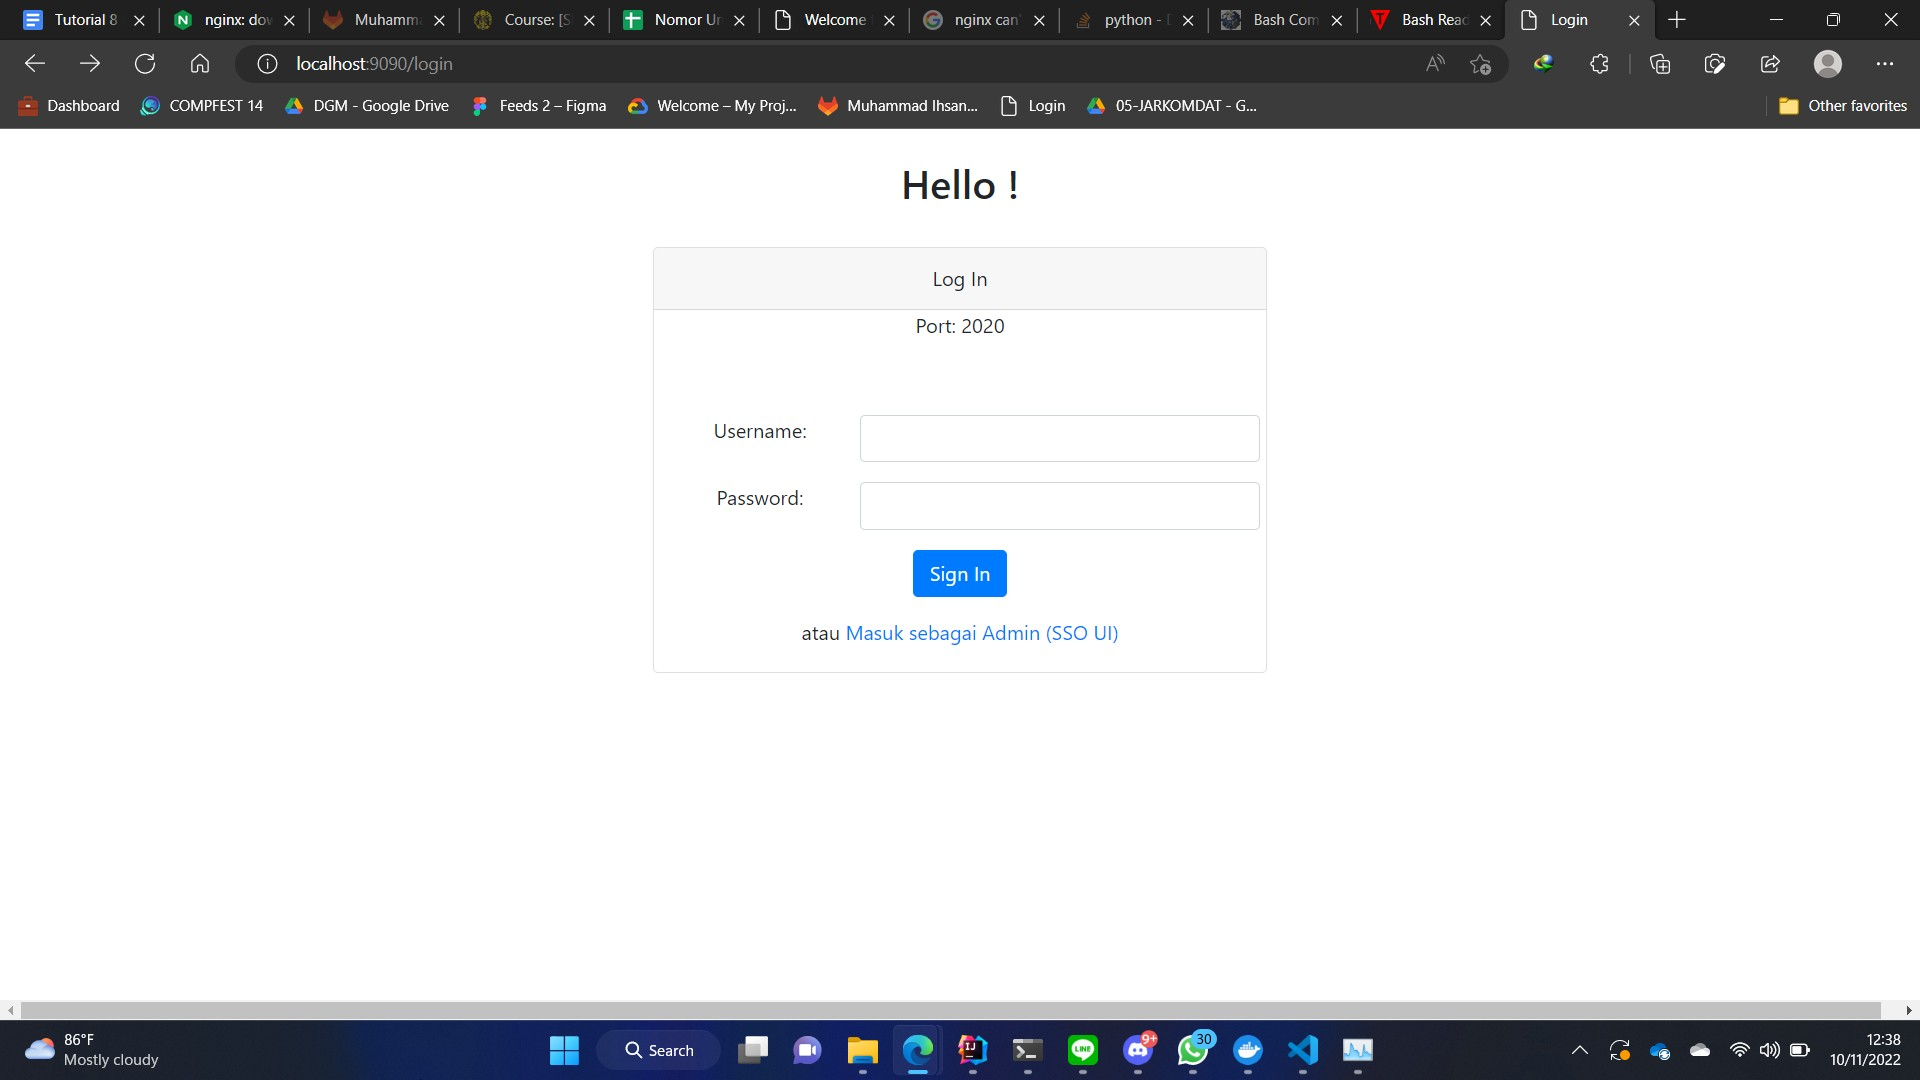 Tutorial 8
nginx: dov
Muhamma
Course: [S
Nomor Ur
Welcome
nginx can'
python -
Bash Com
Bash Read
Login
localhost:9090/login
Dashboard
COMPFEST 14
DGM - Google Drive
Feeds 2 – Figma
Welcome – My Proj...
Muhammad Ihsan...
Login
05-JARKOMDAT - G...
Other favorites
Hello !
Log In
Port: 2020
Username:
Password:
Sign In
atau Masuk sebagai Admin (SSO UI)
86°F
Mostly cloudy
Search
LINE
9+
30
12:38
10/11/2022